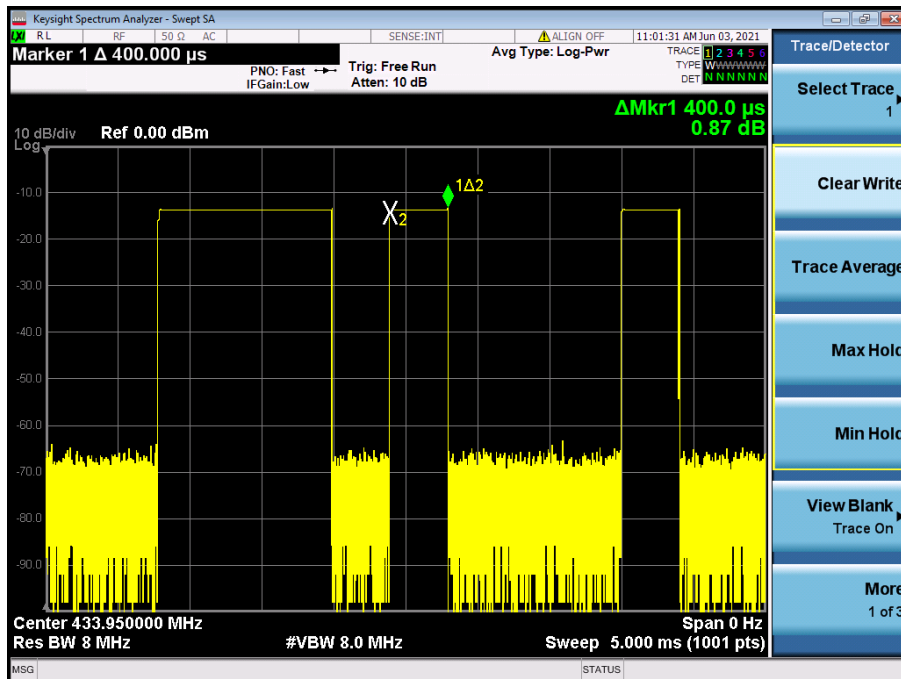 Keysight Spectrum Analyzer - Swept SA
LXI RL RF 50 Ω AC SENSE:INT ALIGN OFF 11:01:31 AM Jun 03, 2021
Marker 1 Δ 400.000 µs
PNO: Fast
IFGain:Low
Trig: Free Run
Atten: 10 dB
Avg Type: Log-Pwr
TRACE 1 2 3 4 5 6
TYPE W W W W W W
DET N N N N N N
ΔMkr1 400.0 µs
0.87 dB
10 dB/div Ref 0.00 dBm
Log
1Δ2
X2
-10.0
-20.0
-30.0
-40.0
-50.0
-60.0
-70.0
-80.0
-90.0
Center 433.950000 MHz Span 0 Hz
Res BW 8 MHz #VBW 8.0 MHz Sweep 5.000 ms (1001 pts)
MSG STATUS
Trace/Detector
Select Trace
1
Clear Write
Trace Average
Max Hold
Min Hold
View Blank
Trace On
More
1 of 3